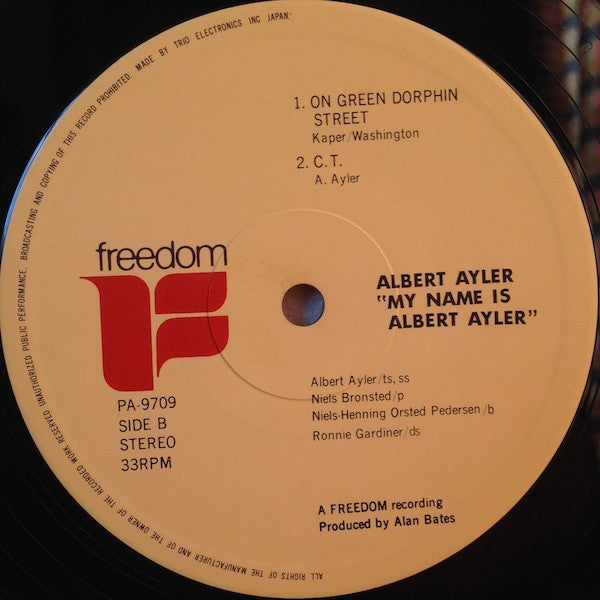 1. ON GREEN DORPHIN
STREET
Kaper/Washington
2. C.T.
A. Ayler
freedom
ALBERT AYLER
"MY NAME IS
ALBERT AYLER"
PA-9709
SIDE B
STEREO
33RPM
Albert Ayler/ts, ss
Niels Bronsted/p
Niels-Henning Orsted Pedersen/b
Ronnie Gardiner/ds
A FREEDOM recording
Produced by Alan Bates
ALL RIGHTS OF THE MANUFACTURER AND OF THE OWNER OF THE RECORDED WORK RESERVED UNAUTHORIZED PUBLIC PERFORMANCE, BROADCASTING AND COPYING OF THIS RECORD PROHIBITED. MADE BY TRIO ELECTRONICS INC JAPAN.